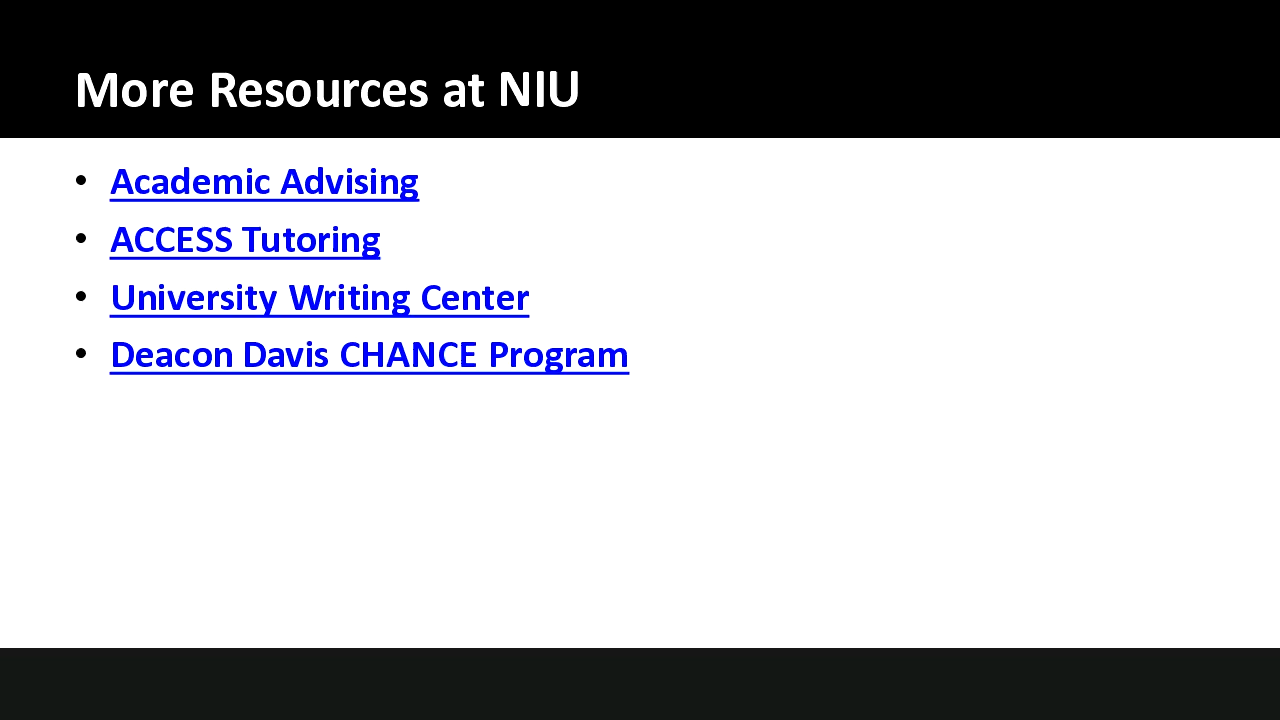 More Resources at NIU
• Academic Advising
• ACCESS Tutoring
• University Writing Center
• Deacon Davis CHANCE Program